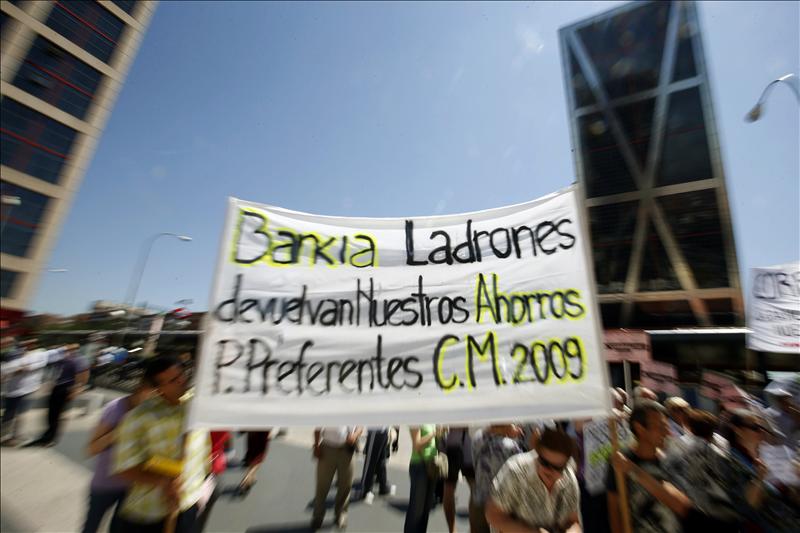 Bankia Ladrones
devuelvan Nuestros Ahorros
P. Preferentes C.M. 2009